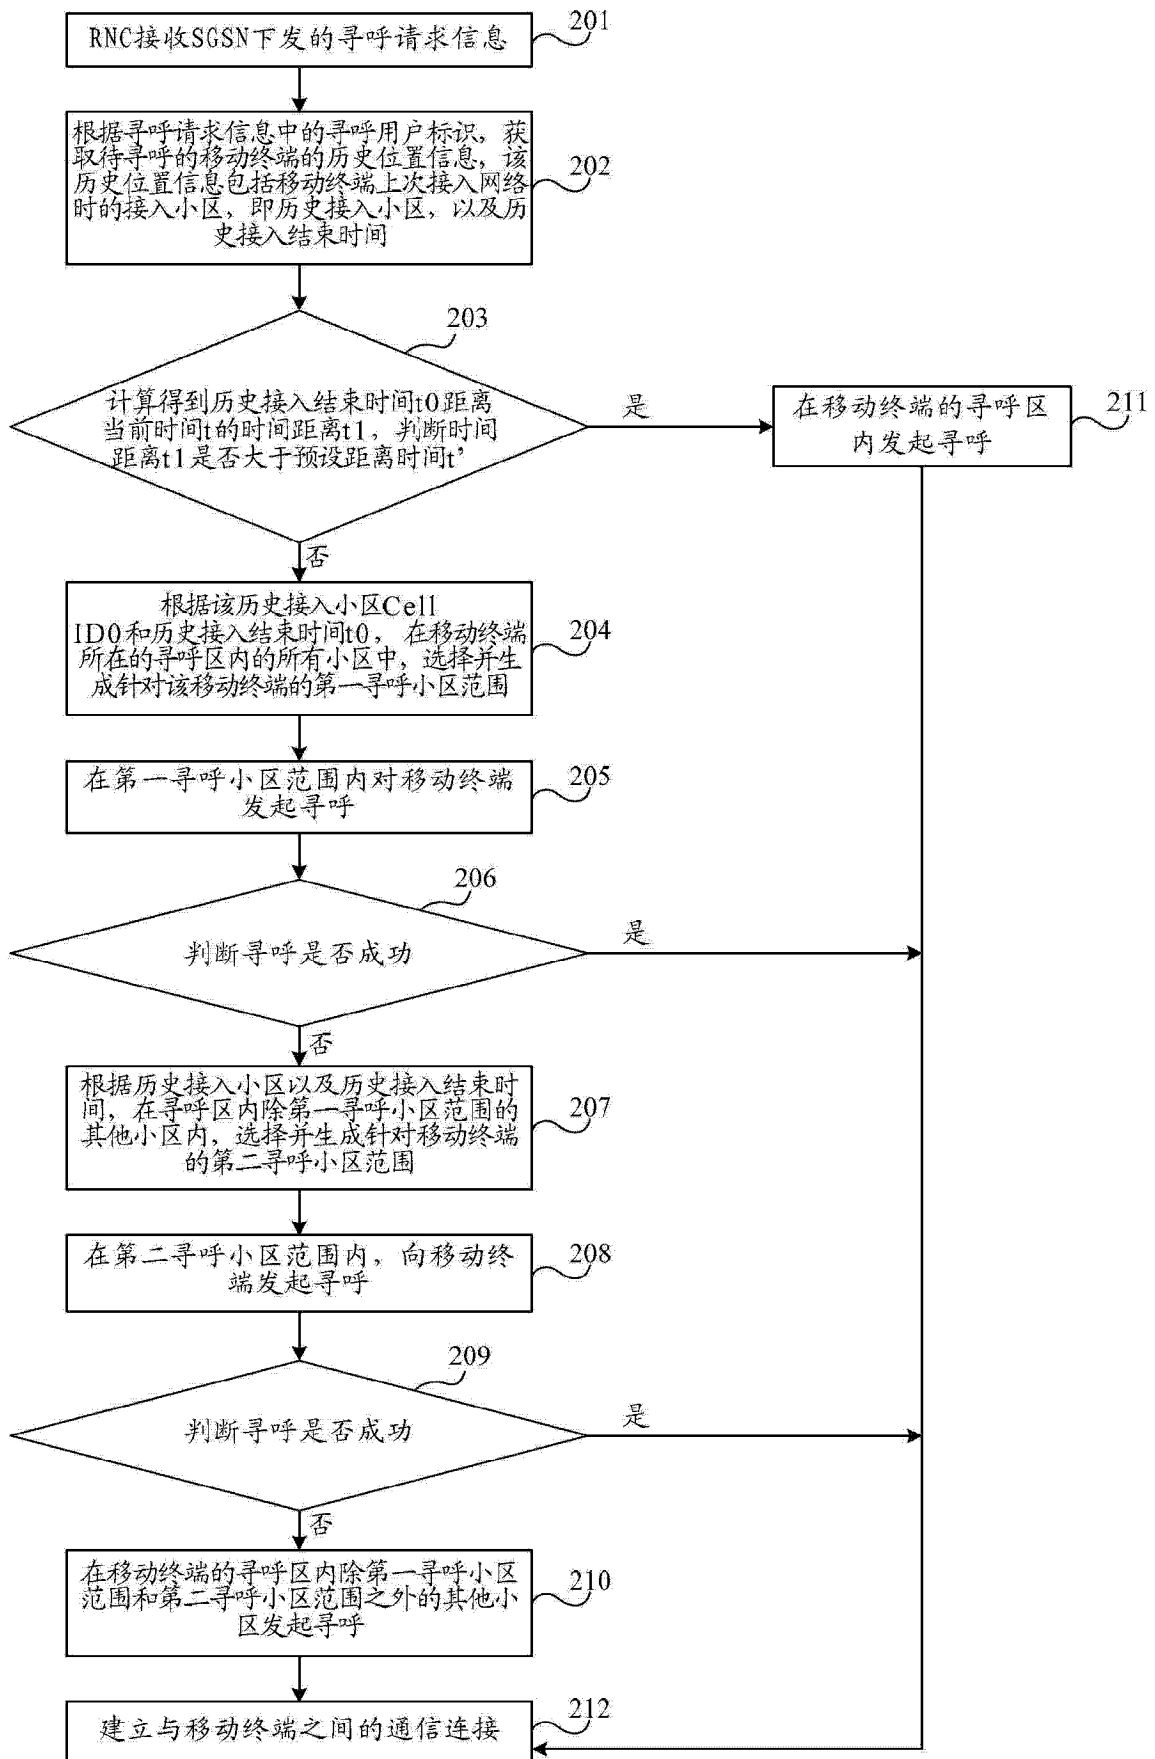 RNC接收SGSN下发的寻呼请求信息
201
根据寻呼请求信息中的寻呼用户标识，获
取待寻呼的移动终端的历史位置信息，该
历史位置信息包括移动终端上次接入网络
时的接入小区，即历史接入小区，以及历
史接入结束时间
202
203
计算得到历史接入结束时间t0距离
当前时间t的时间距离t1，判断时间
距离t1是否大于预设距离时间t’
是
在移动终端的寻呼区
内发起寻呼
211
否
根据该历史接入小区Cell
ID0和历史接入结束时间t0， 在移动终端
所在的寻呼区内的所有小区中，选择并生
成针对该移动终端的第一寻呼小区范围
204
在第一寻呼小区范围内对移动终端
发起寻呼
205
206
判断寻呼是否成功
是
否
根据历史接入小区以及历史接入结束时
间，在寻呼区内除第一寻呼小区范围的
其他小区内，选择并生成针对移动终端
的第二寻呼小区范围
207
在第二寻呼小区范围内，向移动终
端发起寻呼
208
209
判断寻呼是否成功
是
否
在移动终端的寻呼区内除第一寻呼小区
范围和第二寻呼小区范围之外的其他小
区发起寻呼
210
建立与移动终端之间的通信连接
212